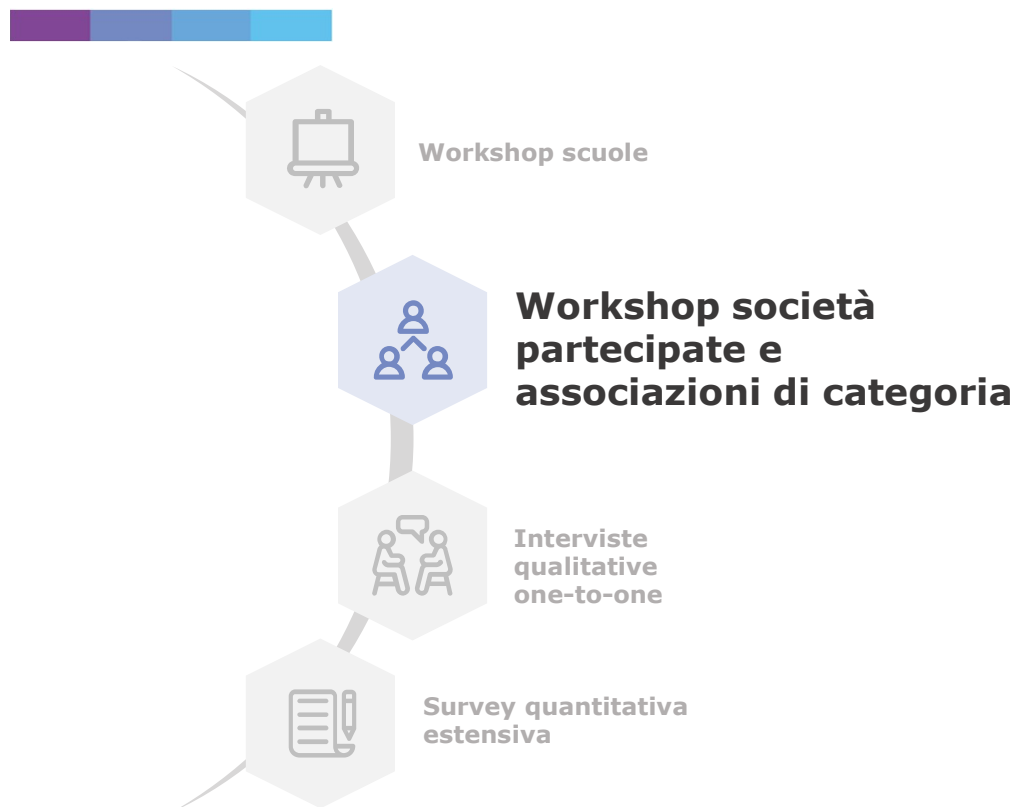 Workshop scuole
Workshop società
partecipate e
associazioni di categoria
Interviste
qualitative
one-to-one
Survey quantitativa
estensiva